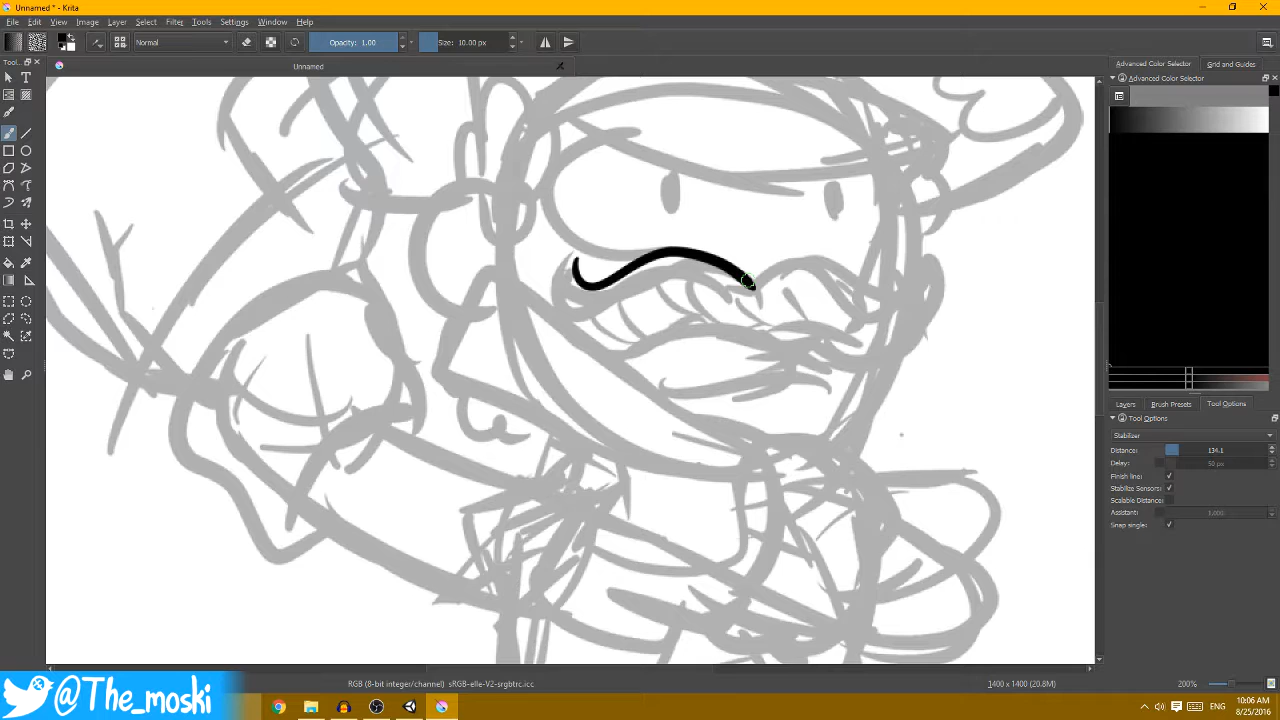 Unnamed * - Krita
File Edit View Image Layer Select Filter Tools Settings Window Help
Normal Opacity: 1.00 Size: 10.00 px
Tool... Unnamed Advanced Color Selector Grid and Guides
Advanced Color Selector
Layers Brush Presets Tool Options
Tool Options
Stabilizer
Distance: 134.1
Delay: 50 px
Finish line:
Stabilize Sensors:
Scalable Distance:
Assistant: 1.000
Snap single:
RGB (8-bit integer/channel) sRGB-elle-V2-srgbtrc.icc 1400 x 1400 (20.8M) 200%
@The_moski
ENG 10:06 AM
8/25/2016